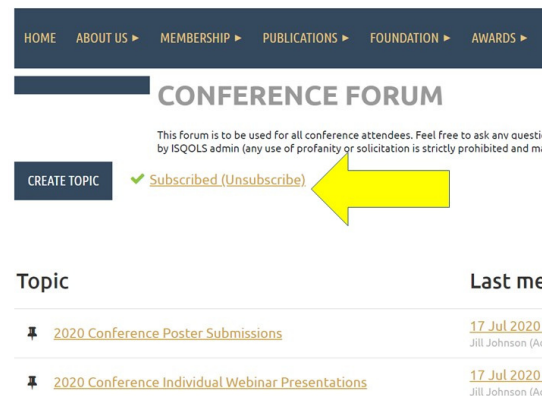 HOME ABOUT US ► MEMBERSHIP ► PUBLICATIONS ► FOUNDATION ► AWARDS ►
CONFERENCE FORUM
This forum is to be used for all conference attendees. Feel free to ask any
by ISQOLS admin (any use of profanity or solicitation is strictly prohibited and
CREATE TOPIC Subscribed (Unsubscribe)
Topic Last
2020 Conference Poster Submissions 17 Jul 2020
Jill Johnson
2020 Conference Individual Webinar Presentations 17 Jul 2020
Jill Johnson